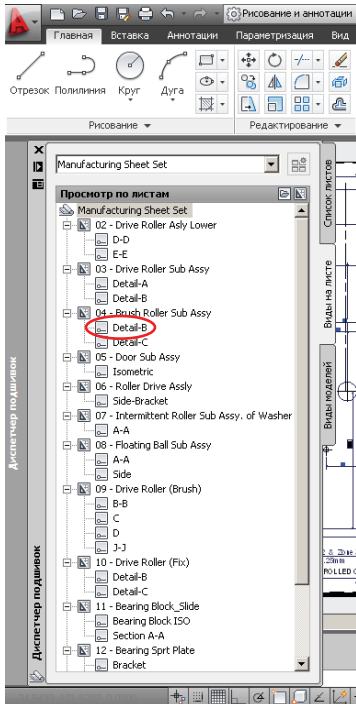 Рисование и аннотации
Главная Вставка Аннотации Параметризация Вид
Отрезок Полилиния Круг Дуга
Рисование Редактирование
Manufacturing Sheet Set
Просмотр по листам
Manufacturing Sheet Set
02 - Drive Roller Asly Lower
D-D
E-E
03 - Drive Roller Sub Assy
Detail-A
Detail-B
04 - Brush Roller Sub Assy
Detail-B
Detail-C
05 - Door Sub Assy
Isometric
06 - Roller Drive Assly
Side-Bracket
07 - Intermittent Roller Sub Assy. of Washer
A-A
08 - Floating Ball Sub Assy
A-A
Side
09 - Drive Roller (Brush)
B-B
C
D
J-J
10 - Drive Roller (Fix)
Detail-B
Detail-C
11 - Bearing Block_Slide
Bearing Block ISO
Section A-A
12 - Bearing Sprt Plate
Bracket
Список листов
Виды на листе
Виды моделей
Диспетчер подшивок
Диспетчер подшивок